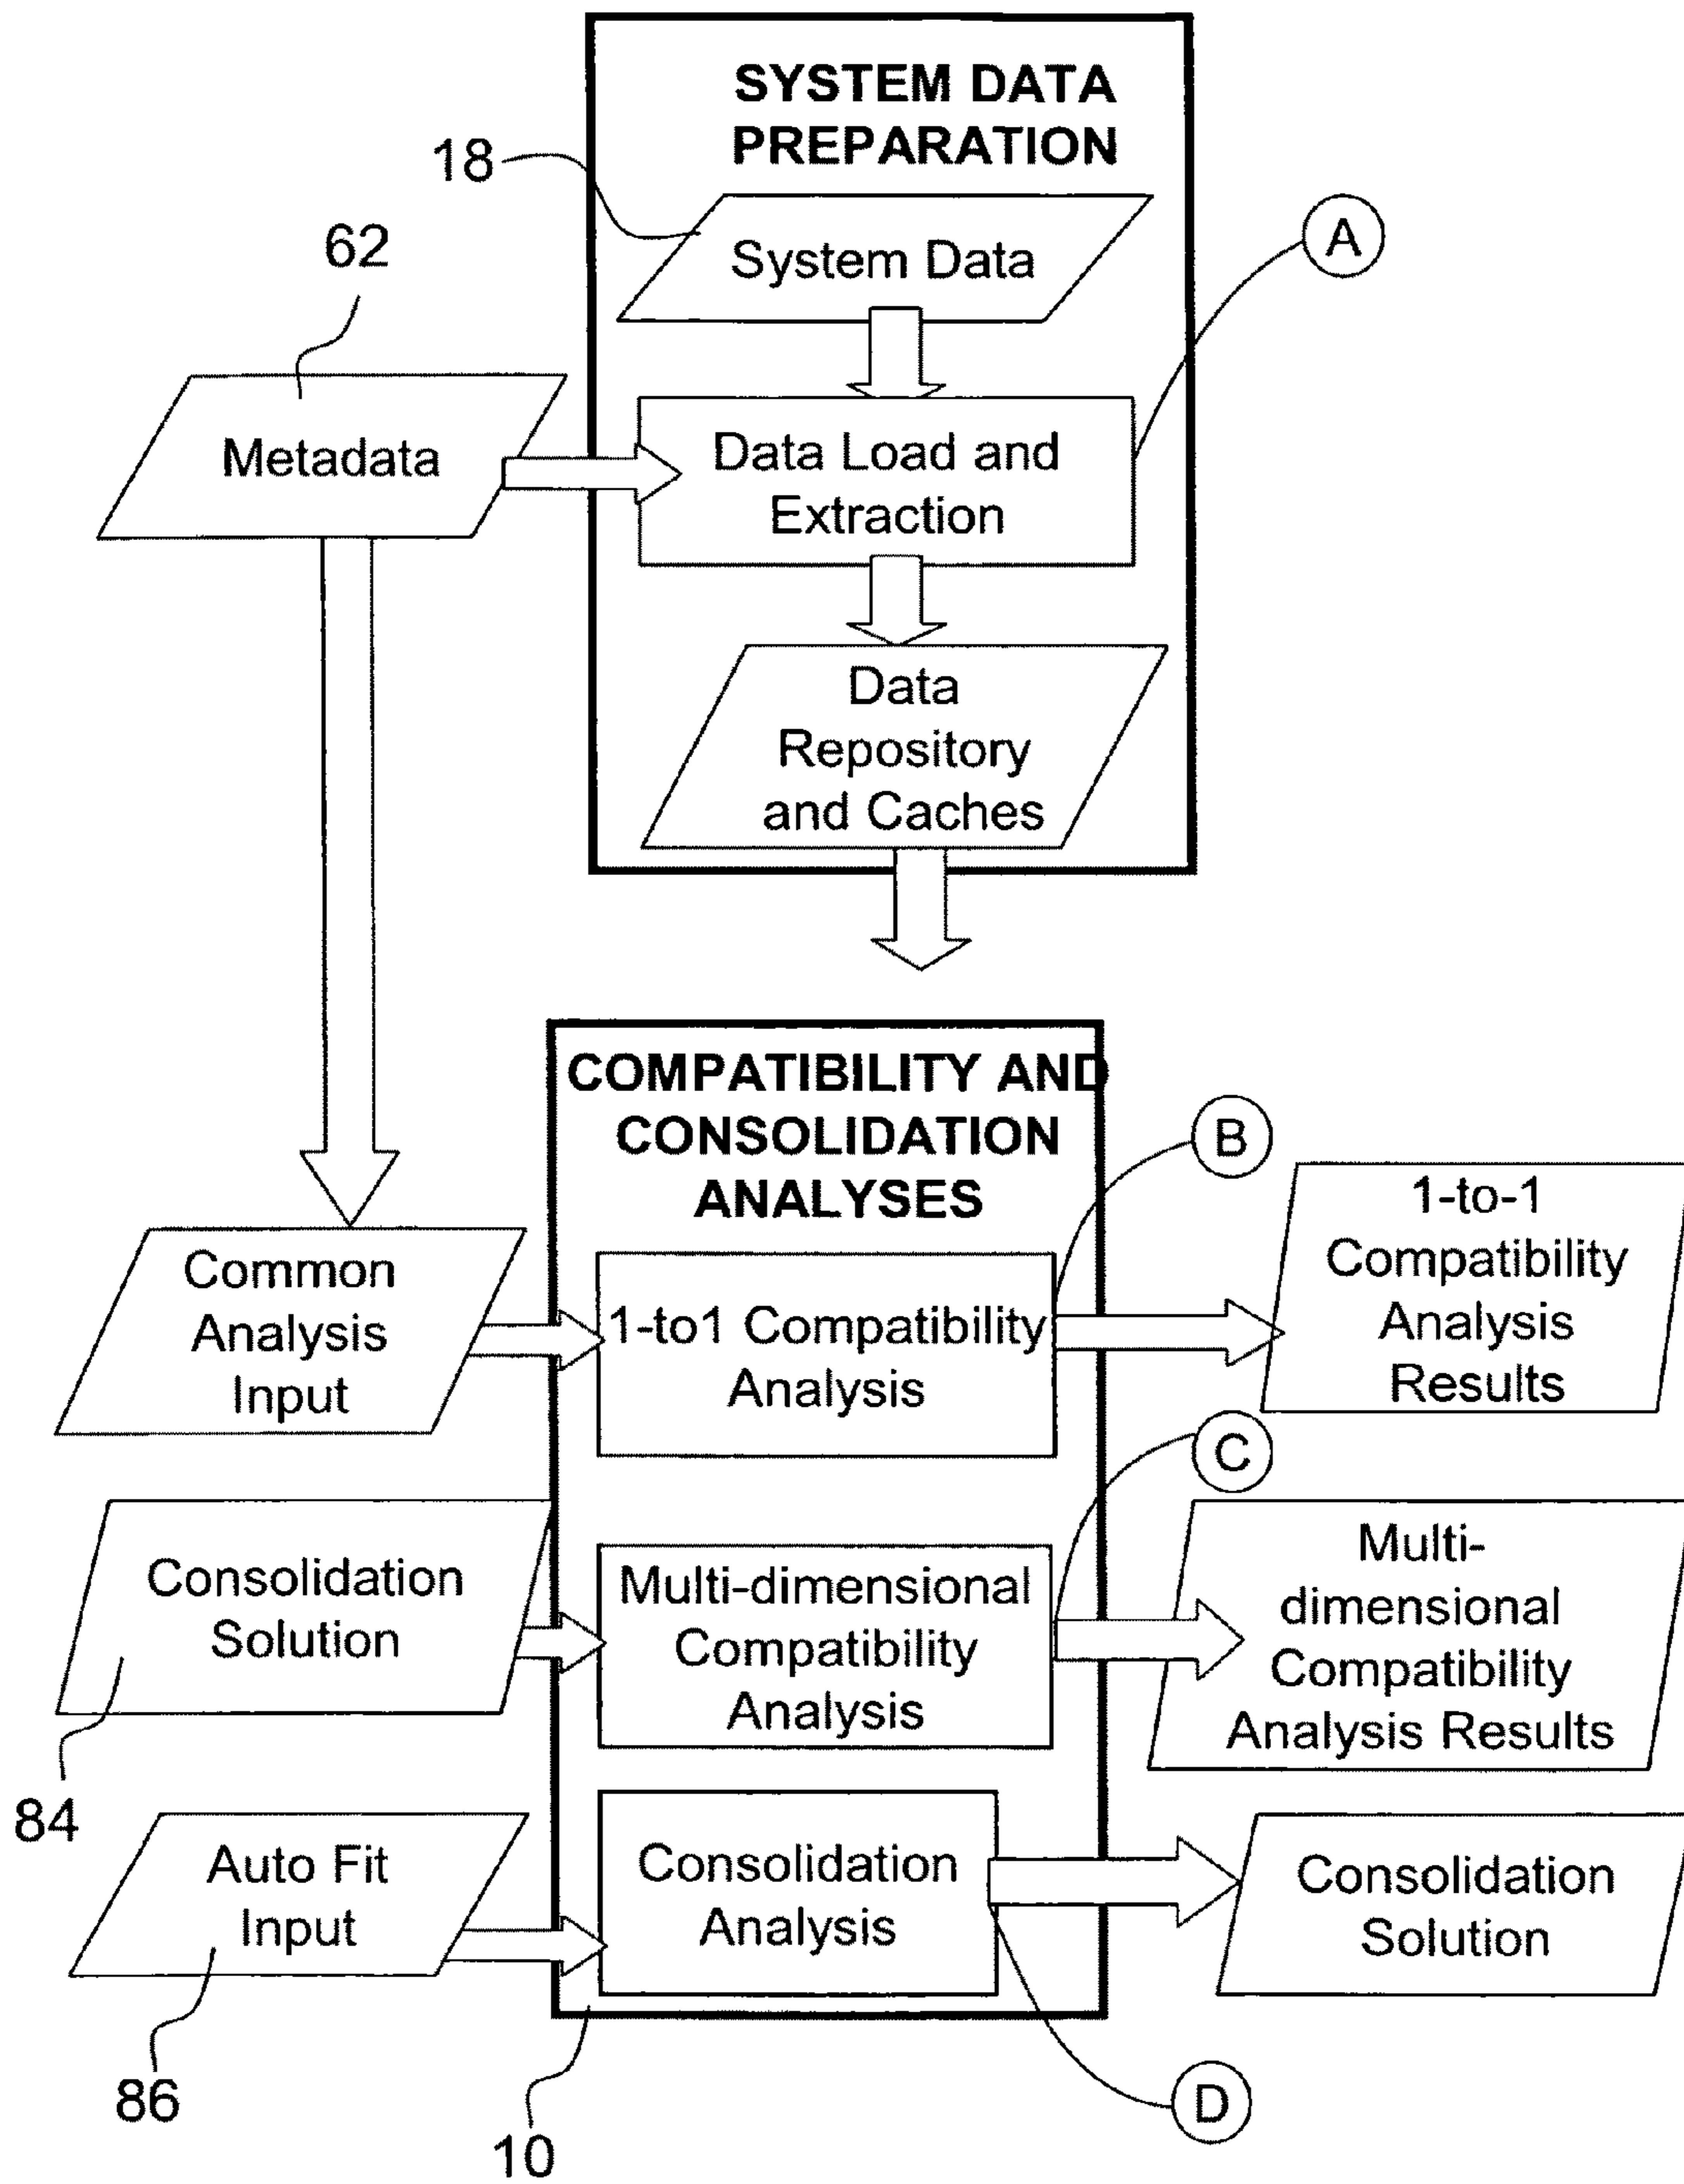 SYSTEM DATA
PREPARATION
18
System Data
A
62
Metadata
Data Load and
Extraction
Data
Repository
and Caches
COMPATIBILITY AND
CONSOLIDATION
ANALYSES
B
Common
Analysis
Input
1-to1 Compatibility
Analysis
1-to-1
Compatibility
Analysis
Results
C
Consolidation
Solution
84
Multi-dimensional
Compatibility
Analysis
Multi-
dimensional
Compatibility
Analysis Results
Auto Fit
Input
86
Consolidation
Analysis
Consolidation
Solution
10
D